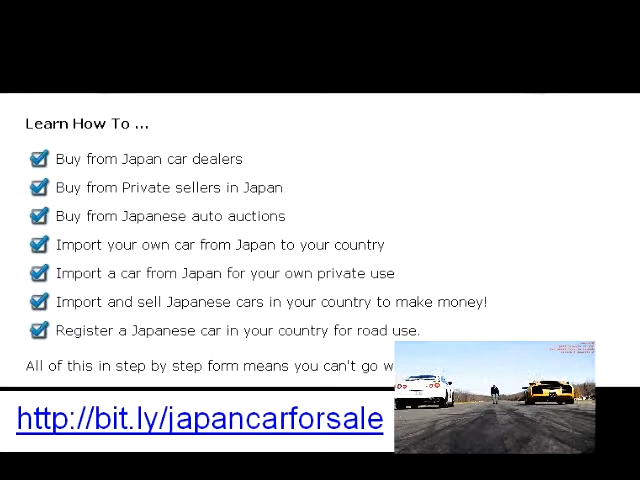 Learn How To ...
Buy from Japan car dealers
Buy from Private sellers in Japan
Buy from Japanese auto auctions
Import your own car from Japan to your country
Import a car from Japan for your own private use
Import and sell Japanese cars in your country to make money!
Register a Japanese car in your country for road use.
All of this in step by step form means you can't go
http://bit.ly/japancarforsale